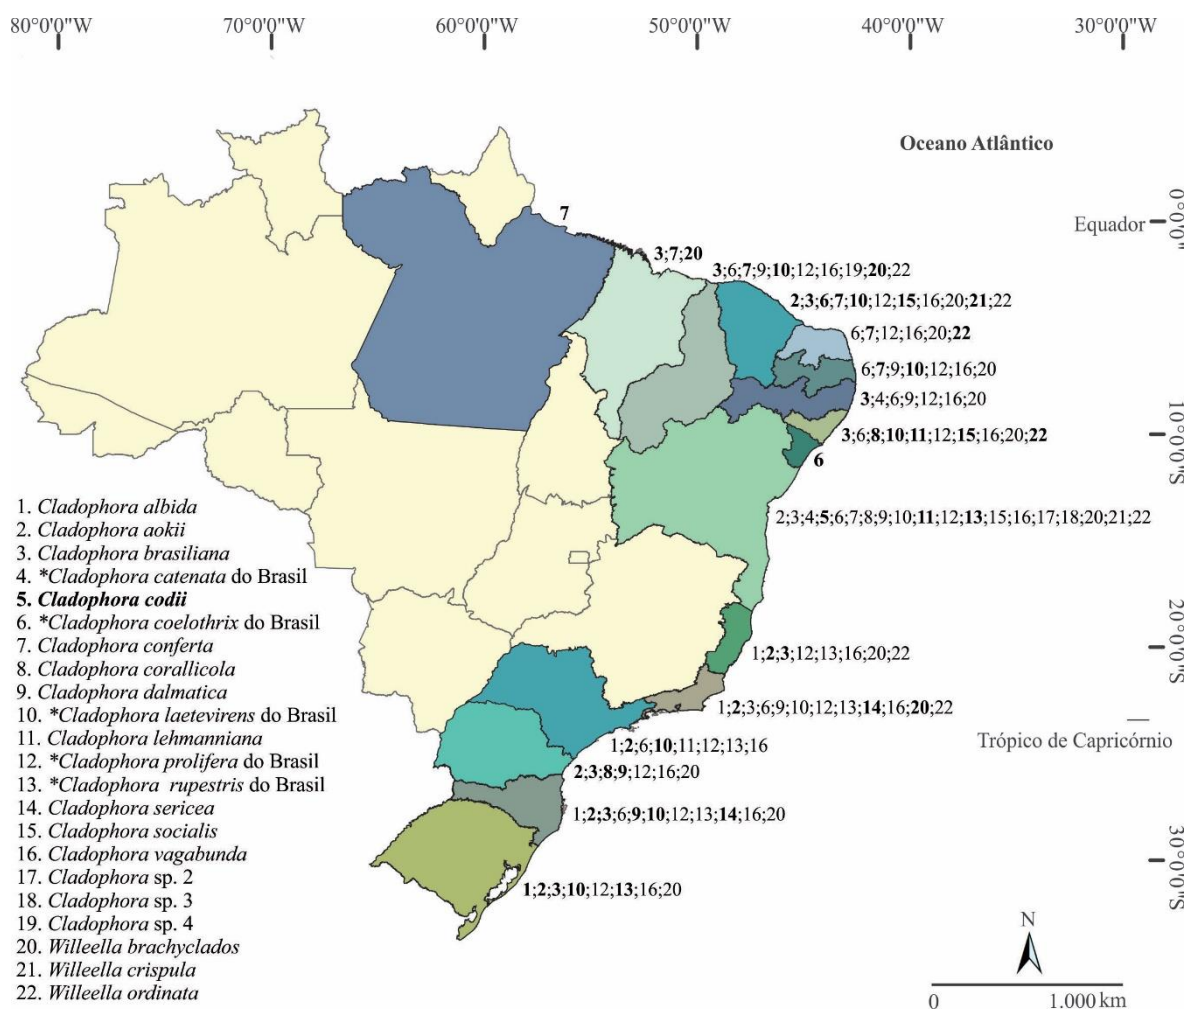 80°0'0"W 70°0'0"W 60°0'0"W 50°0'0"W 40°0'0"W 30°0'0"W
Oceano Atlântico
0°0'0"
Equador
7
3;7;20
3;6;7;9;10;12;16;19;20;22
2;3;6;7;10;12;15;16;20;21;22
6;7;12;16;20;22
6;7;9;10;12;16;20
3;4;6;9;12;16;20
10°0'0"S
3;6;8;10;11;12;15;16;20;22
6
2;3;4;5;6;7;8;9;10;11;12;13;15;16;17;18;20;21;22
20°0'0"S
1;2;3;12;13;16;20;22
1;2;3;6;9;10;12;13;14;16;20;22
Trópico de Capricórnio
1;2;6;10;11;12;13;16
2;3;8;9;12;16;20
1;2;3;6;9;10;12;13;14;16;20
30°0'0"S
1;2;3;10;12;13;16;20
1. Cladophora albida
2. Cladophora aokii
3. Cladophora brasiliana
4. *Cladophora catenata do Brasil
5. Cladophora codii
6. *Cladophora coelothrix do Brasil
7. Cladophora conferta
8. Cladophora corallicola
9. Cladophora dalmatica
10. *Cladophora laetevirens do Brasil
11. Cladophora lehmanniana
12. *Cladophora prolifera do Brasil
13. *Cladophora rupestris do Brasil
14. Cladophora sericea
15. Cladophora socialis
16. Cladophora vagabunda
17. Cladophora sp. 2
18. Cladophora sp. 3
19. Cladophora sp. 4
20. Willeella brachyclados
21. Willeella crispula
22. Willeella ordinata
N
0 1.000 km